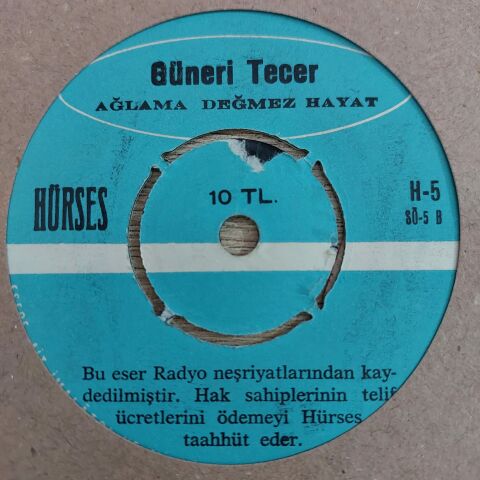 Güneri Tecer
AĞLAMA DEĞMEZ HAYAT
HÜRSES
10 TL.
H-5
SÖ-5 B
Bu eser Radyo neşriyatlarından kay-
dedilmiştir. Hak sahiplerinin telif
ücretlerini ödemeyi Hürses
taahhüt eder.